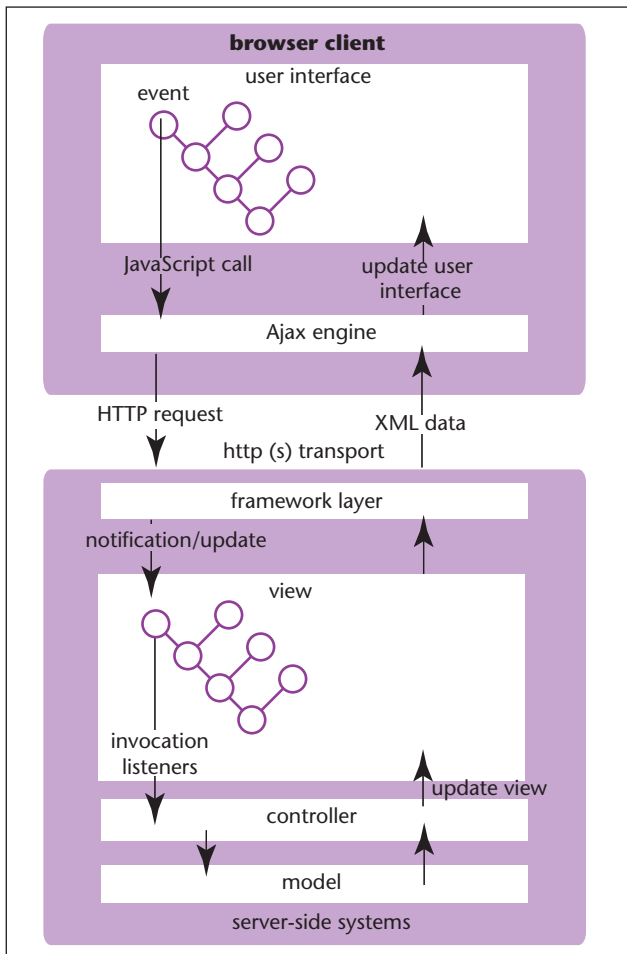 browser client
user interface
event
JavaScript call
update user
interface
Ajax engine
HTTP request
XML data
http (s) transport
framework layer
notification/update
view
invocation
listeners
update view
controller
model
server-side systems